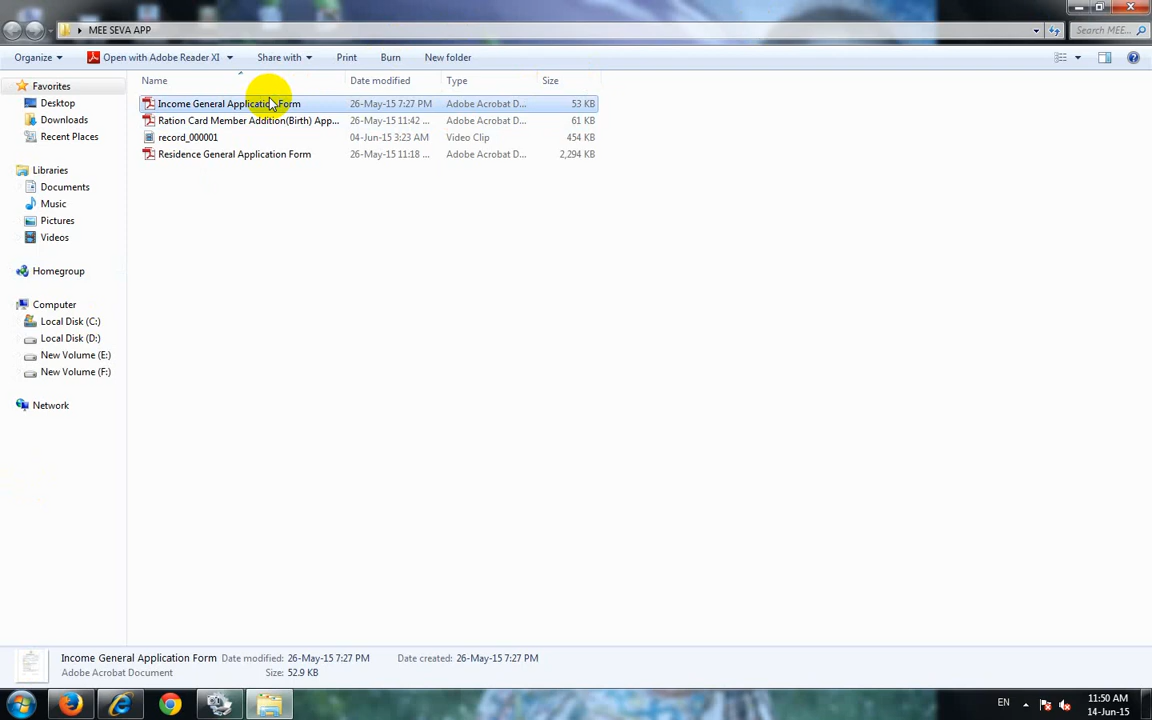 MEE SEVA APP
Search MEE...
Organize Open with Adobe Reader XI Share with Print Burn New folder
Name Date modified Type Size
Favorites
Desktop
Downloads
Recent Places
Libraries
Documents
Music
Pictures
Videos
Homegroup
Computer
Local Disk (C:)
Local Disk (D:)
New Volume (E:)
New Volume (F:)
Network
Income General Application Form 26-May-15 7:27 PM Adobe Acrobat D... 53 KB
Ration Card Member Addition(Birth) App... 26-May-15 11:42 ... Adobe Acrobat D... 61 KB
record_000001 04-Jun-15 3:23 AM Video Clip 454 KB
Residence General Application Form 26-May-15 11:18 ... Adobe Acrobat D... 2,294 KB
Income General Application Form Date modified: 26-May-15 7:27 PM Date created: 26-May-15 7:27 PM
Adobe Acrobat Document Size: 52.9 KB
EN 11:50 AM
14-Jun-15